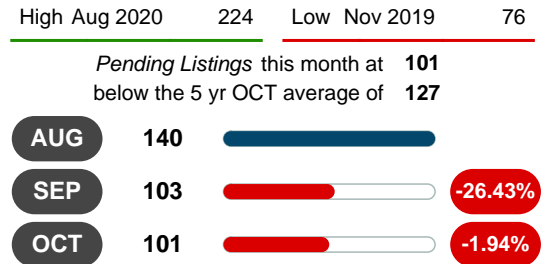 High Aug 2020 224 Low Nov 2019 76
Pending Listings this month at 101
below the 5 yr OCT average of 127
AUG 140
SEP 103 -26.43%
OCT 101 -1.94%